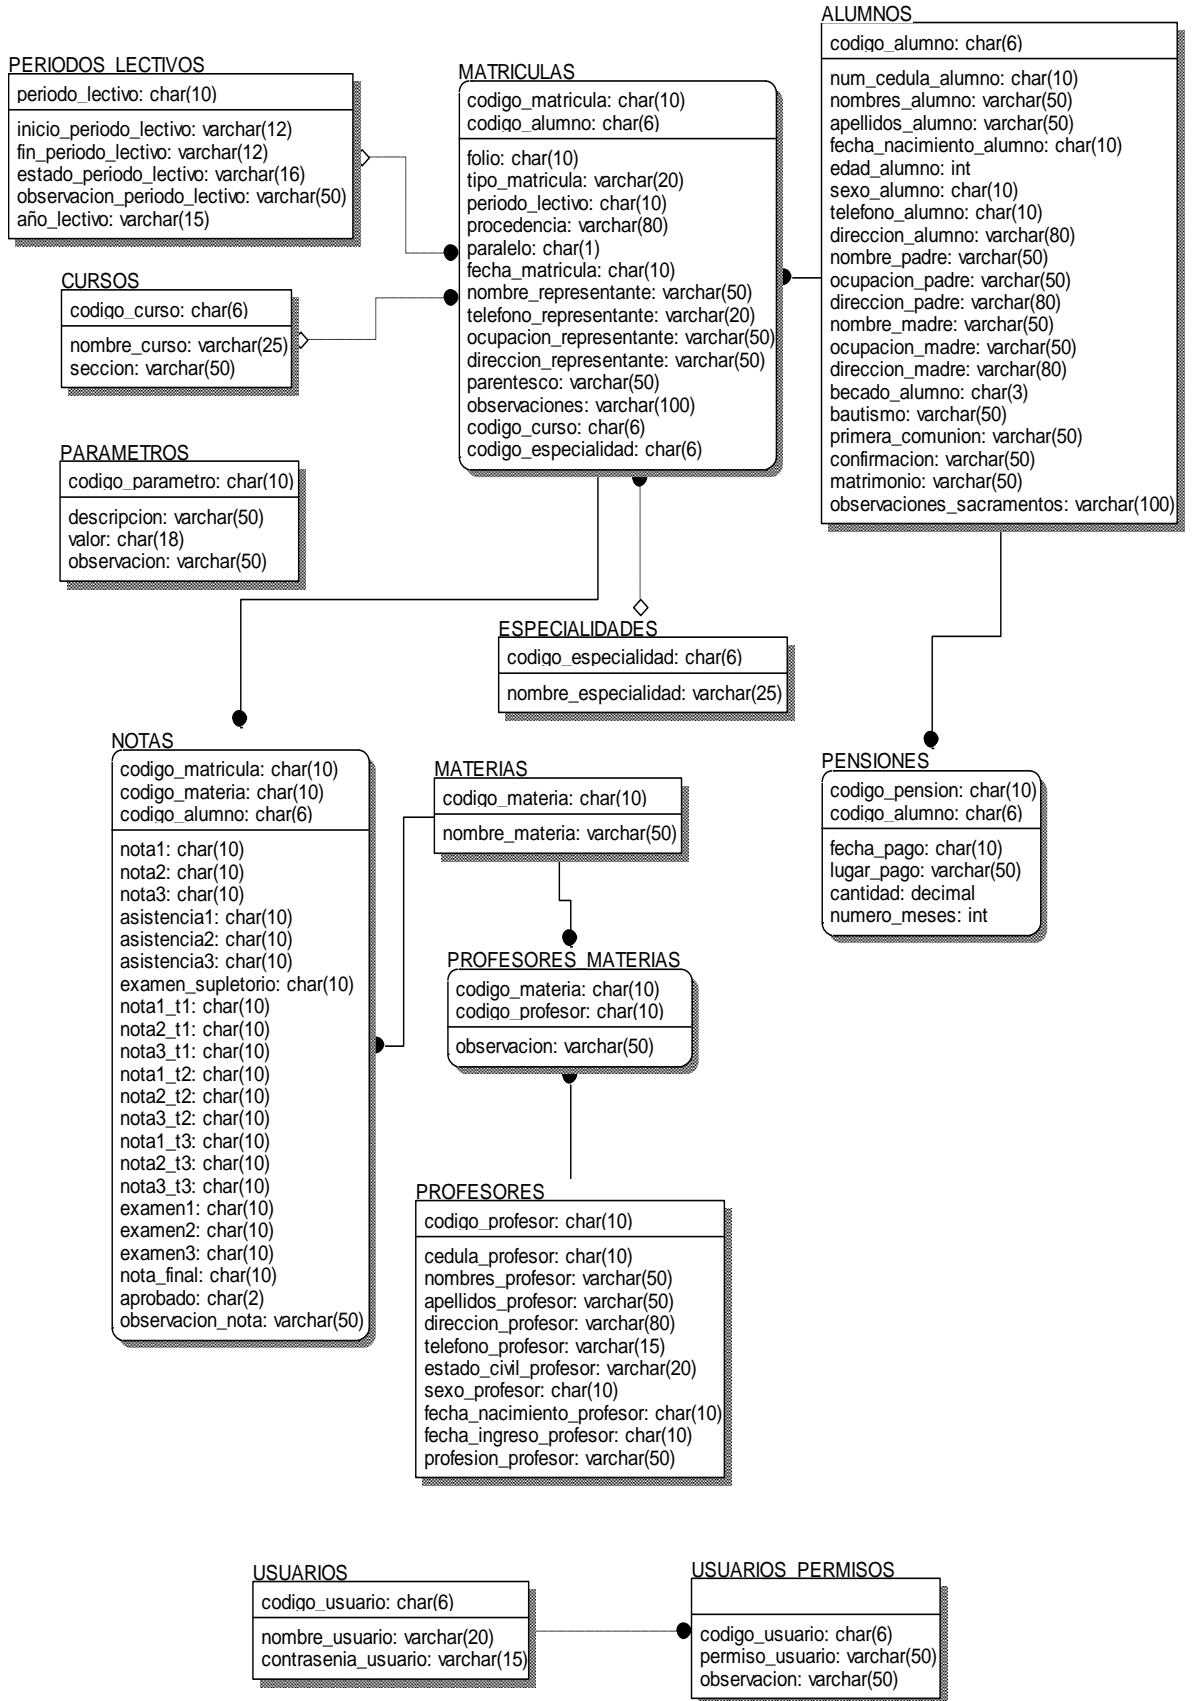 PERIODOS_LECTIVOS
periodo_lectivo: char(10)
inicio_periodo_lectivo: varchar(12)
fin_periodo_lectivo: varchar(12)
estado_periodo_lectivo: varchar(16)
observacion_periodo_lectivo: varchar(50)
año_lectivo: varchar(15)
MATRICULAS
codigo_matricula: char(10)
codigo_alumno: char(6)
folio: char(10)
tipo_matricula: varchar(20)
periodo_lectivo: char(10)
procedencia: varchar(80)
paralelo: char(1)
fecha_matricula: char(10)
nombre_representante: varchar(50)
telefono_representante: varchar(20)
ocupacion_representante: varchar(50)
direccion_representante: varchar(50)
parentesco: varchar(50)
observaciones: varchar(100)
codigo_curso: char(6)
codigo_especialidad: char(6)
ALUMNOS
codigo_alumno: char(6)
num_cedula_alumno: char(10)
nombres_alumno: varchar(50)
apellidos_alumno: varchar(50)
fecha_nacimiento_alumno: char(10)
edad_alumno: int
sexo_alumno: char(10)
telefono_alumno: char(10)
direccion_alumno: varchar(80)
nombre_padre: varchar(50)
ocupacion_padre: varchar(50)
direccion_padre: varchar(80)
nombre_madre: varchar(50)
ocupacion_madre: varchar(50)
direccion_madre: varchar(80)
becado_alumno: char(3)
bautismo: varchar(50)
primera_comunion: varchar(50)
confirmacion: varchar(50)
matrimonio: varchar(50)
observaciones_sacramentos: varchar(100)
CURSOS
codigo_curso: char(6)
nombre_curso: varchar(25)
seccion: varchar(50)
PARAMETROS
codigo_parametro: char(10)
descripcion: varchar(50)
valor: char(18)
observacion: varchar(50)
ESPECIALIDADES
codigo_especialidad: char(6)
nombre_especialidad: varchar(25)
NOTAS
codigo_matricula: char(10)
codigo_materia: char(10)
codigo_alumno: char(6)
nota1: char(10)
nota2: char(10)
nota3: char(10)
asistencia1: char(10)
asistencia2: char(10)
asistencia3: char(10)
examen_supletorio: char(10)
nota1_t1: char(10)
nota2_t1: char(10)
nota3_t1: char(10)
nota1_t2: char(10)
nota2_t2: char(10)
nota3_t2: char(10)
nota1_t3: char(10)
nota2_t3: char(10)
nota3_t3: char(10)
examen1: char(10)
examen2: char(10)
examen3: char(10)
nota_final: char(10)
aprobado: char(2)
observacion_nota: varchar(50)
MATERIAS
codigo_materia: char(10)
nombre_materia: varchar(50)
PENSIONES
codigo_pension: char(10)
codigo_alumno: char(6)
fecha_pago: char(10)
lugar_pago: varchar(50)
cantidad: decimal
numero_meses: int
PROFESORES_MATERIAS
codigo_materia: char(10)
codigo_profesor: char(10)
observacion: varchar(50)
PROFESORES
codigo_profesor: char(10)
cedula_profesor: char(10)
nombres_profesor: varchar(50)
apellidos_profesor: varchar(50)
direccion_profesor: varchar(80)
telefono_profesor: varchar(15)
estado_civil_profesor: varchar(20)
sexo_profesor: char(10)
fecha_nacimiento_profesor: char(10)
fecha_ingreso_profesor: char(10)
profesion_profesor: varchar(50)
USUARIOS
codigo_usuario: char(6)
nombre_usuario: varchar(20)
contrasenia_usuario: varchar(15)
USUARIOS_PERMISOS
codigo_usuario: char(6)
permiso_usuario: varchar(50)
observacion: varchar(50)